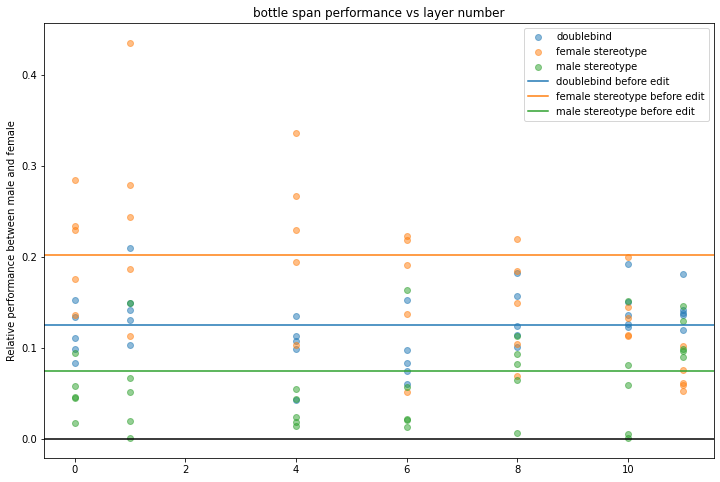 bottle span performance vs layer number
Relative performance between male and female
0.4
0.3
0.2
0.1
0.0
0
2
4
6
8
10
doublebind
female stereotype
male stereotype
doublebind before edit
female stereotype before edit
male stereotype before edit